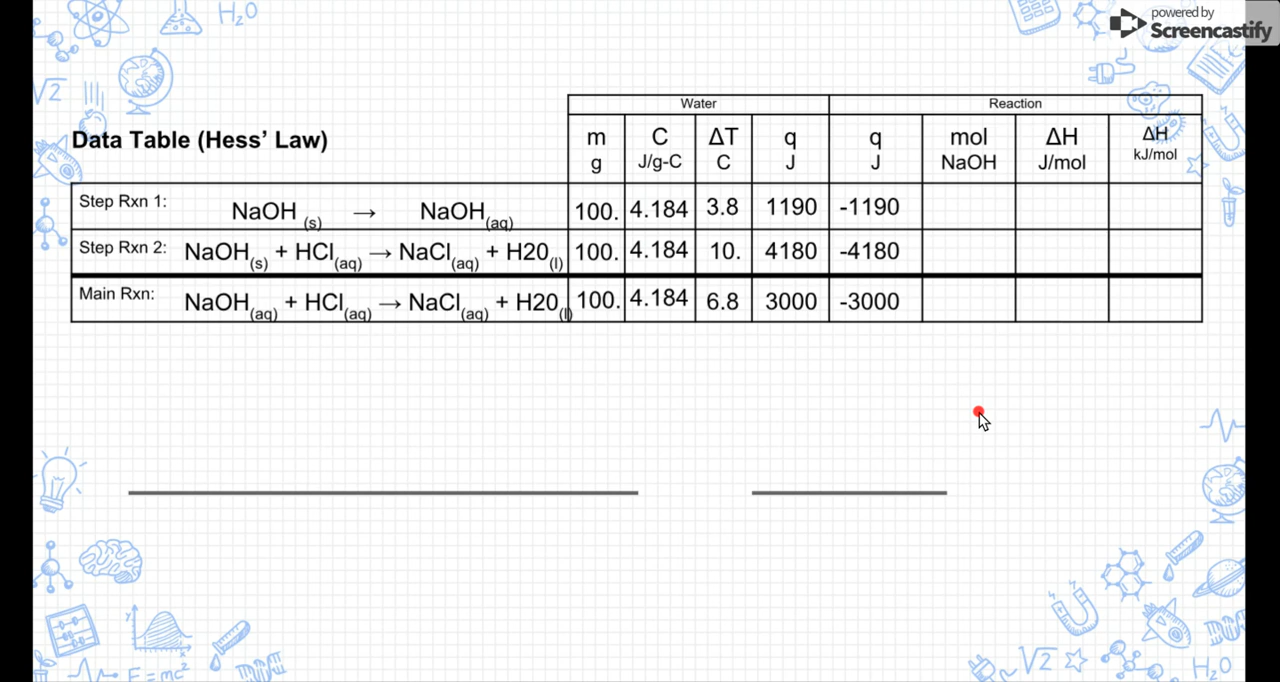 H₂O
powered by
Screencastify
√2
Water Reaction
Data Table (Hess' Law)
m C ΔT q q mol ΔH ΔH
g J/g-C C J J NaOH J/mol kJ/mol
Step Rxn 1: NaOH (s) → NaOH(aq) 100. 4.184 3.8 1190 -1190
Step Rxn 2: NaOH(s) + HCl(aq) → NaCl(aq) + H20(l) 100. 4.184 10. 4180 -4180
Main Rxn: NaOH(aq) + HCl(aq) → NaCl(aq) + H20(l) 100. 4.184 6.8 3000 -3000
y
x
F=mc²
√2
H₂O